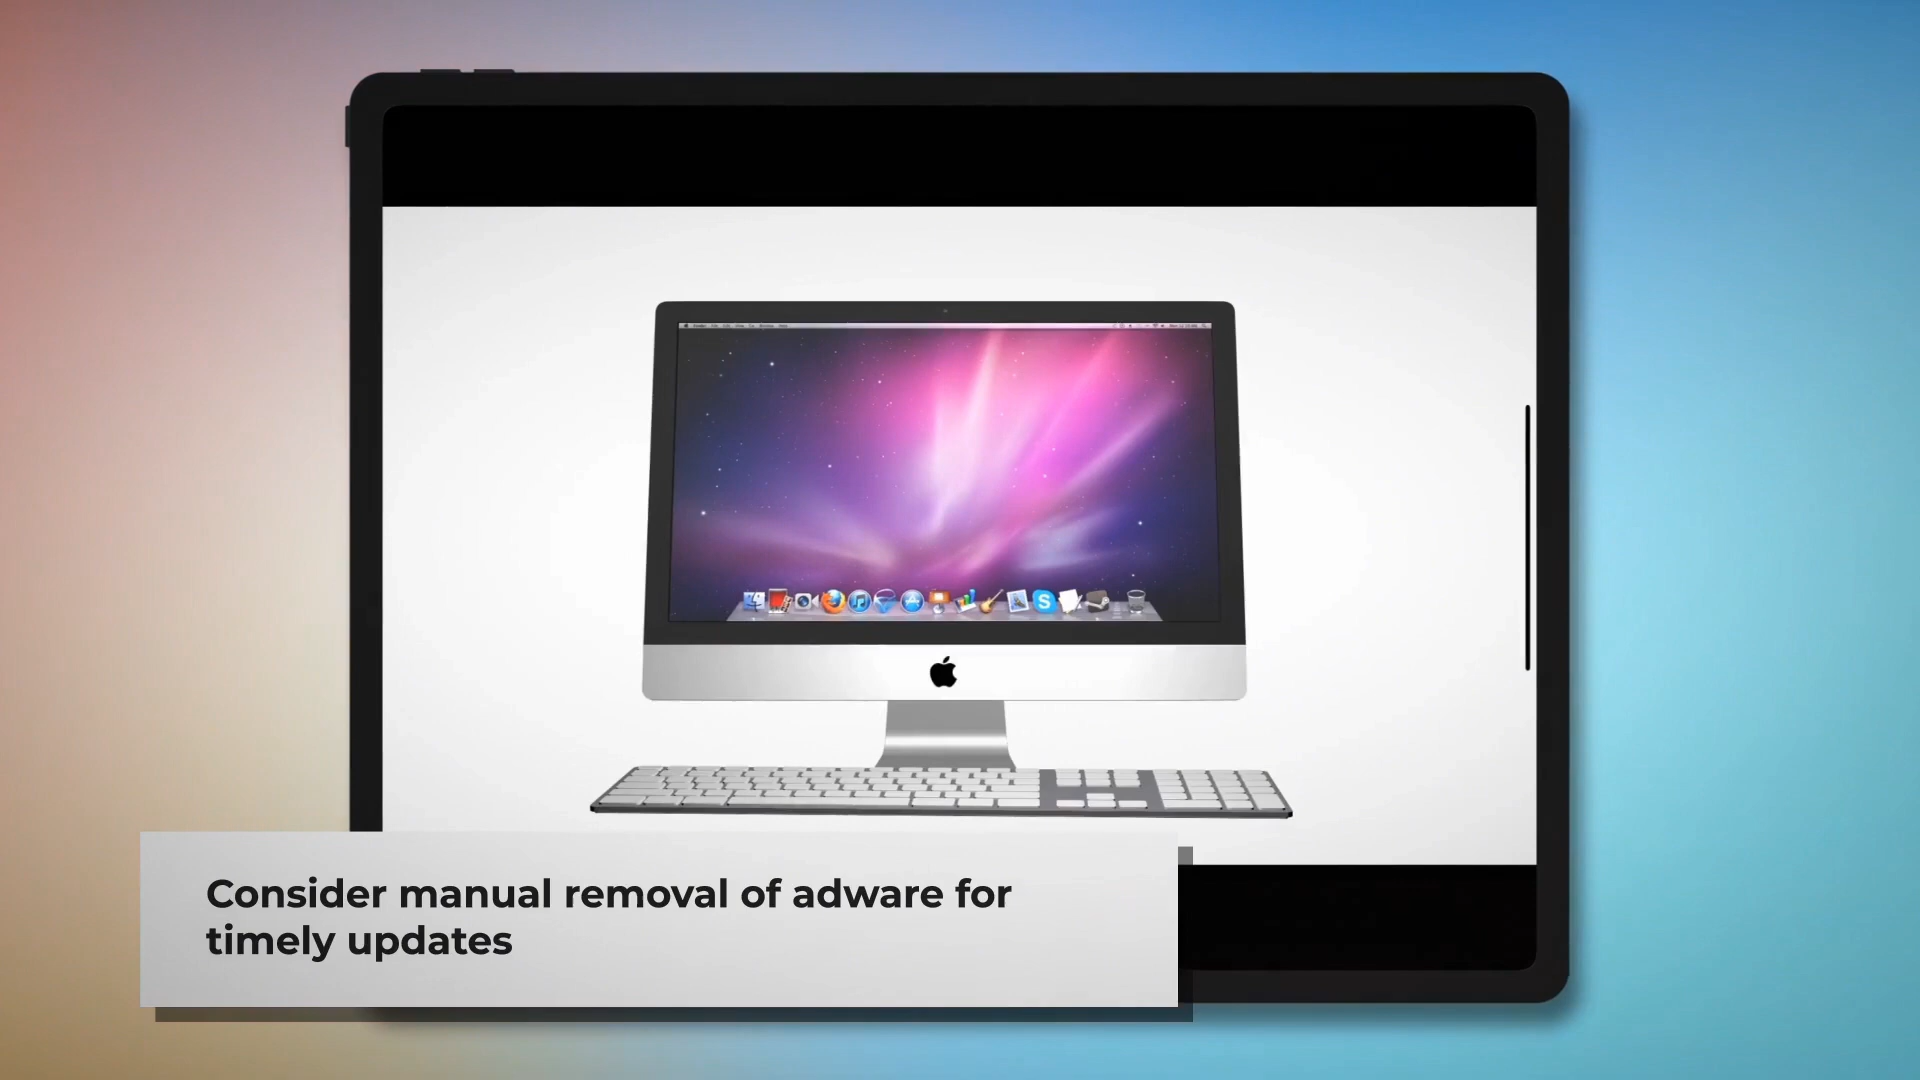 Consider manual removal of adware for
timely updates